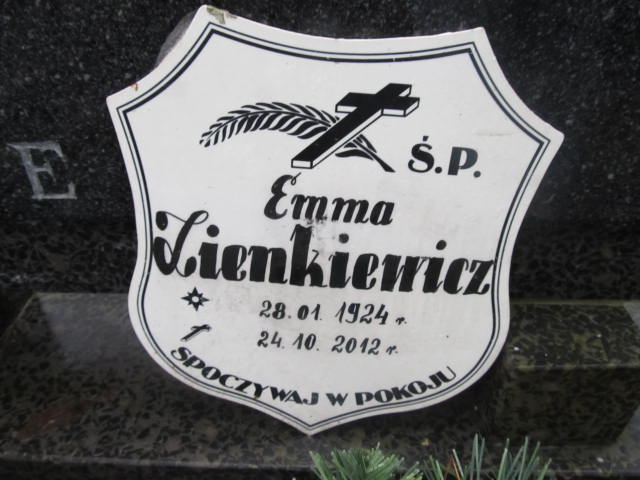 E
Ś.P.
Emma
Zienkiewicz
28.01 1924 r.
24.10. 2012 r.
SPOCZYWAJ W POKOJU